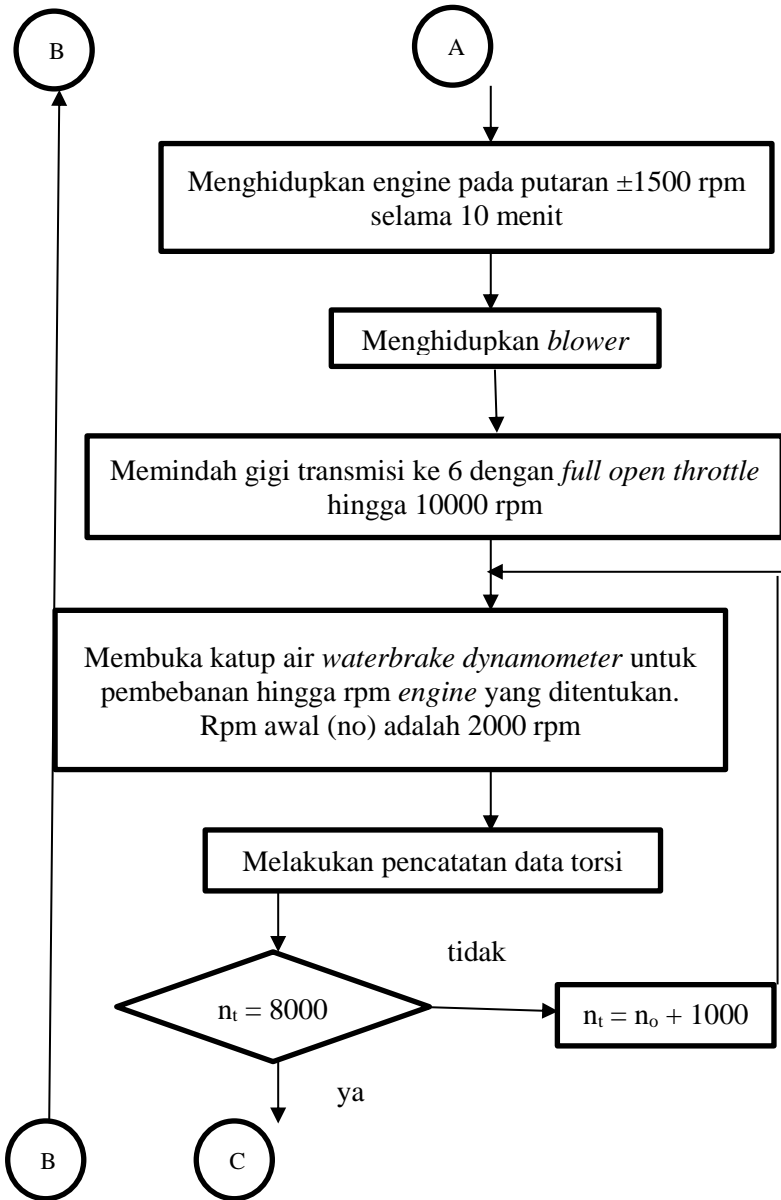 B
A
Menghidupkan engine pada putaran ±1500 rpm
selama 10 menit
Menghidupkan blower
Memindah gigi transmisi ke 6 dengan full open throttle
hingga 10000 rpm
Membuka katup air waterbrake dynamometer untuk
pembebanan hingga rpm engine yang ditentukan.
Rpm awal (no) adalah 2000 rpm
Melakukan pencatatan data torsi
tidak
nₜ = 8000
nₜ = nₒ + 1000
ya
B
C